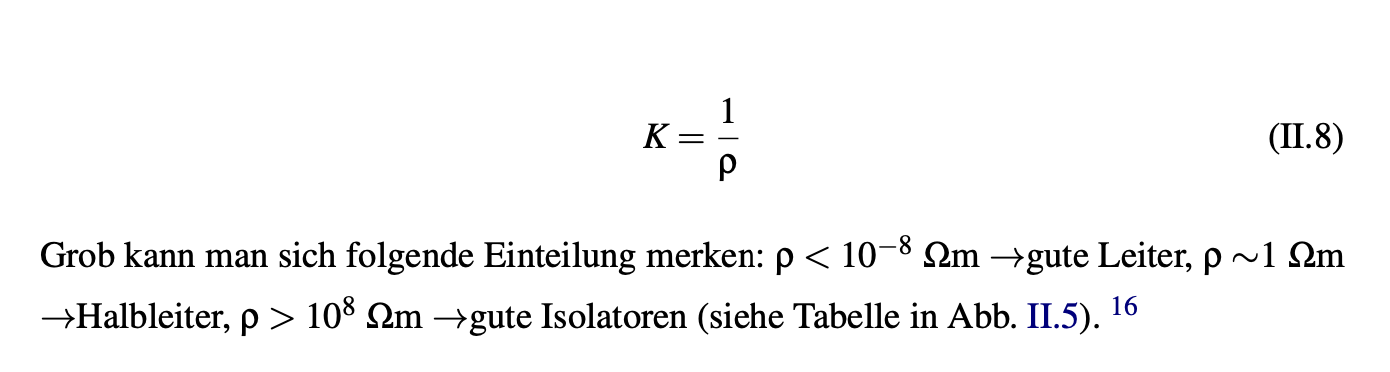 K = 1/ρ (II.8)
Grob kann man sich folgende Einteilung merken: ρ < 10⁻⁸ Ωm →gute Leiter, ρ ∼1 Ωm
→Halbleiter, ρ > 10⁸ Ωm →gute Isolatoren (siehe Tabelle in Abb. II.5). ¹⁶